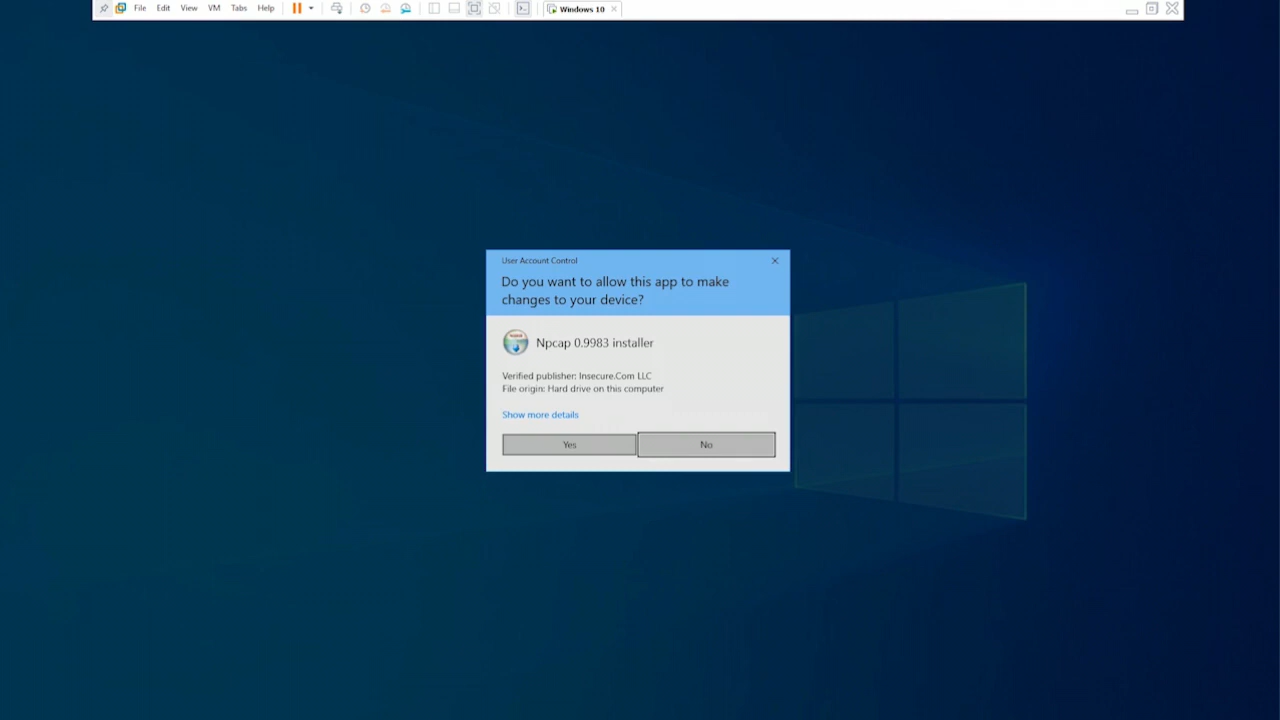 File Edit View VM Tabs Help Windows 10
User Account Control
Do you want to allow this app to make
changes to your device?
Npcap 0.9983 installer
Verified publisher: Insecure.Com LLC
File origin: Hard drive on this computer
Show more details
Yes No